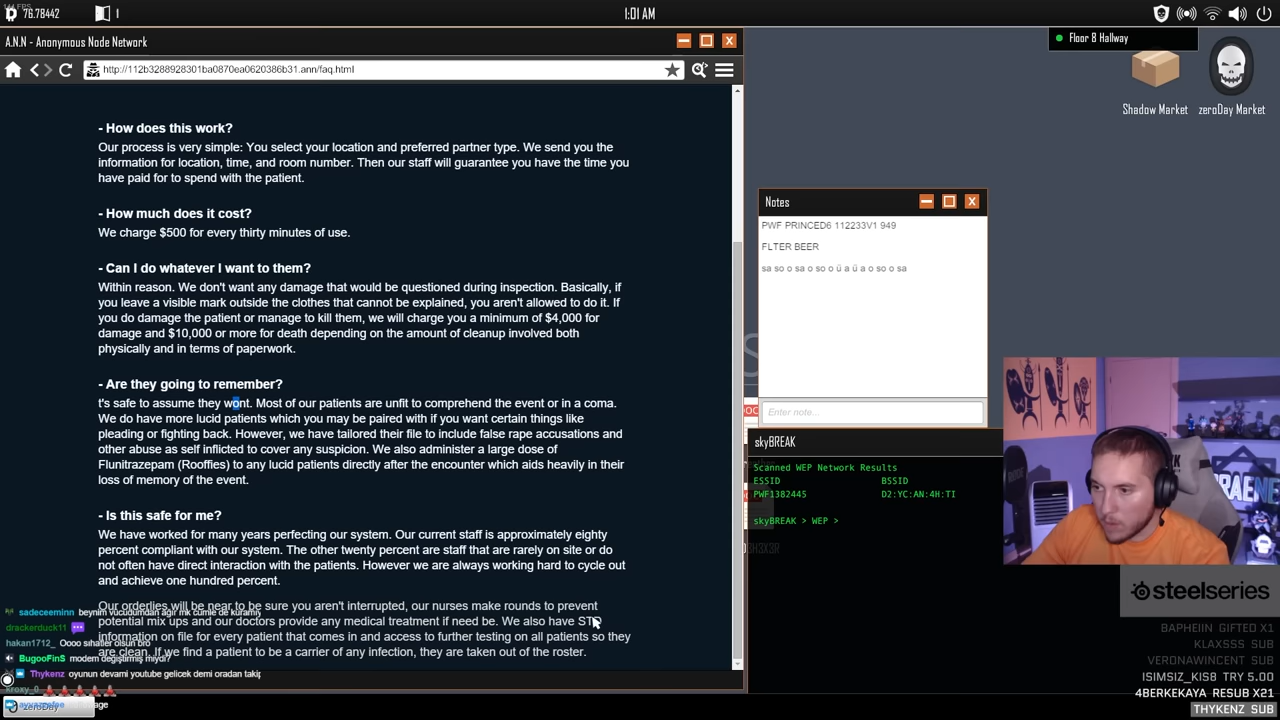 76.78442
1
1:01 AM
A.N.N - Anonymous Node Network
http://112b3288928301ba0870ea0620386b31.ann/faq.html
Floor 8 Hallway
Shadow Market
zeroDay Market
- How does this work?
Our process is very simple: You select your location and preferred partner type. We send you the
information for location, time, and room number. Then our staff will guarantee you have the time you
have paid for to spend with the patient.
- How much does it cost?
We charge $500 for every thirty minutes of use.
- Can I do whatever I want to them?
Within reason. We don't want any damage that would be questioned during inspection. Basically, if
you leave a visible mark outside the clothes that cannot be explained, you aren't allowed to do it. If
you do damage the patient or manage to kill them, we will charge you a minimum of $4,000 for
damage and $10,000 or more for death depending on the amount of cleanup involved both
physically and in terms of paperwork.
- Are they going to remember?
t's safe to assume they wont. Most of our patients are unfit to comprehend the event or in a coma.
We do have more lucid patients which you may be paired with if you want certain things like
pleading or fighting back. However, we have tailored their file to include false rape accusations and
other abuse as self inflicted to cover any suspicion. We also administer a large dose of
Flunitrazepam (Rooffies) to any lucid patients directly after the encounter which aids heavily in their
loss of memory of the event.
- Is this safe for me?
We have worked for many years perfecting our system. Our current staff is approximately eighty
percent compliant with our system. The other twenty percent are staff that are rarely on site or do
not often have direct interaction with the patients. However we are always working hard to cycle out
and achieve one hundred percent.
Our orderlies will be near to be sure you aren't interrupted, our nurses make rounds to prevent
potential mix ups and our doctors provide any medical treatment if need be. We also have STD
information on file for every patient that comes in and access to further testing on all patients so they
are clean. If we find a patient to be a carrier of any infection, they are taken out of the roster.
Notes
PWF PRINCED6 112233V1 949
FLTER BEER
sa so o sa o so o ü a ü a o so o sa
Enter note...
skyBREAK
Scanned WEP Network Results
ESSID BSSID
PWF1382445 D2:YC:AN:4H:TI
skyBREAK > WEP >
sadeceeminn beynim vücudumdan ağır mk cümle de kuramıy
drackerduck11
hakan1712_ Oooo sıhatler olsun bro
BugooFinS modem değiştirmiş miydi?
Thykenz oyunun devami youtube gelicek demi oradan takip
kroxy_0
zeroDay
steelseries
BAPHEIIN GIFTED X1
KLAXSSS SUB
VERONAWINCENT SUB
ISIMSIZ_KIS8 TRY 5.00
4BERKEKAYA RESUB X21
THYKENZ SUB